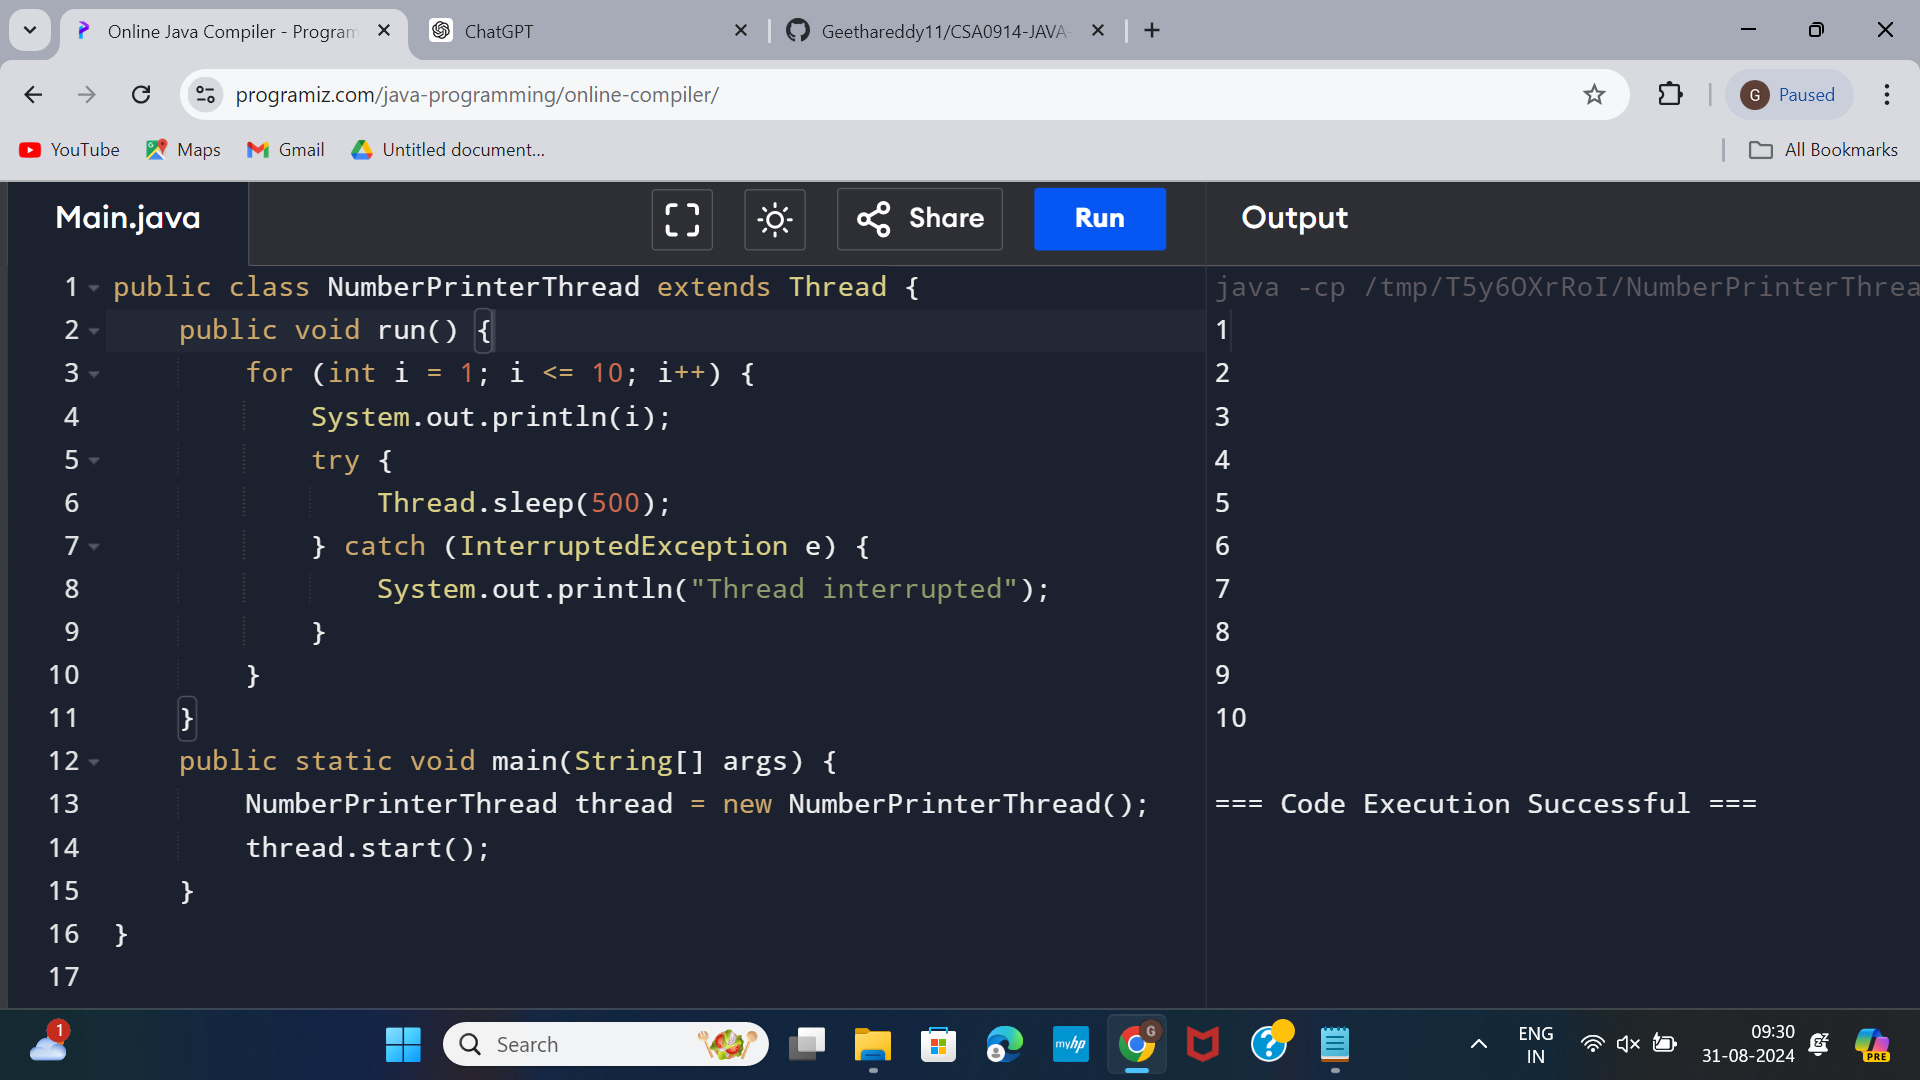 Online Java Compiler - Program
ChatGPT
Geethareddy11/CSA0914-JAVA-
programiz.com/java-programming/online-compiler/
G
Paused
YouTube
Maps
Gmail
Untitled document...
All Bookmarks
Main.java
Share
Run
Output
1 public class NumberPrinterThread extends Thread {
2     public void run() {
3         for (int i = 1; i <= 10; i++) {
4             System.out.println(i);
5             try {
6                 Thread.sleep(500);
7             } catch (InterruptedException e) {
8                 System.out.println("Thread interrupted");
9             }
10         }
11     }
12     public static void main(String[] args) {
13         NumberPrinterThread thread = new NumberPrinterThread();
14         thread.start();
15     }
16 }
17
java -cp /tmp/T5y6OXrRoI/NumberPrinterThrea
1
2
3
4
5
6
7
8
9
10
=== Code Execution Successful ===
1
Search
myhp
G
ENG
IN
09:30
31-08-2024
PRE